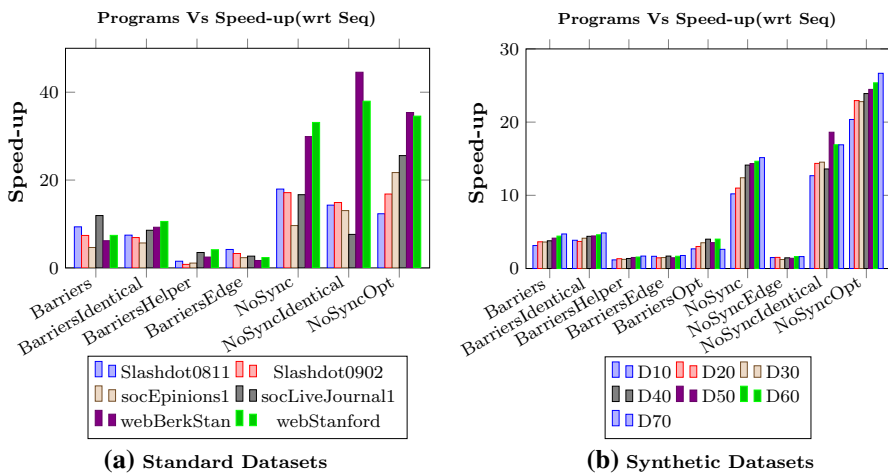 Programs Vs Speed-up(wrt Seq)
Speed-up
40
20
0
Barriers
BarriersIdentical
BarriersHelper
BarriersEdge
NoSync
NoSyncIdentical
NoSyncOpt
Slashdot0811 Slashdot0902
socEpinions1 socLiveJournal1
webBerkStan webStanford
(a) Standard Datasets
Programs Vs Speed-up(wrt Seq)
Speed-up
30
20
10
0
Barriers
BarriersIdentical
BarriersHelper
BarriersEdge
BarriersOpt
NoSync
NoSyncEdge
NoSyncIdentical
NoSyncOpt
D10 D20 D30
D40 D50 D60
D70
(b) Synthetic Datasets